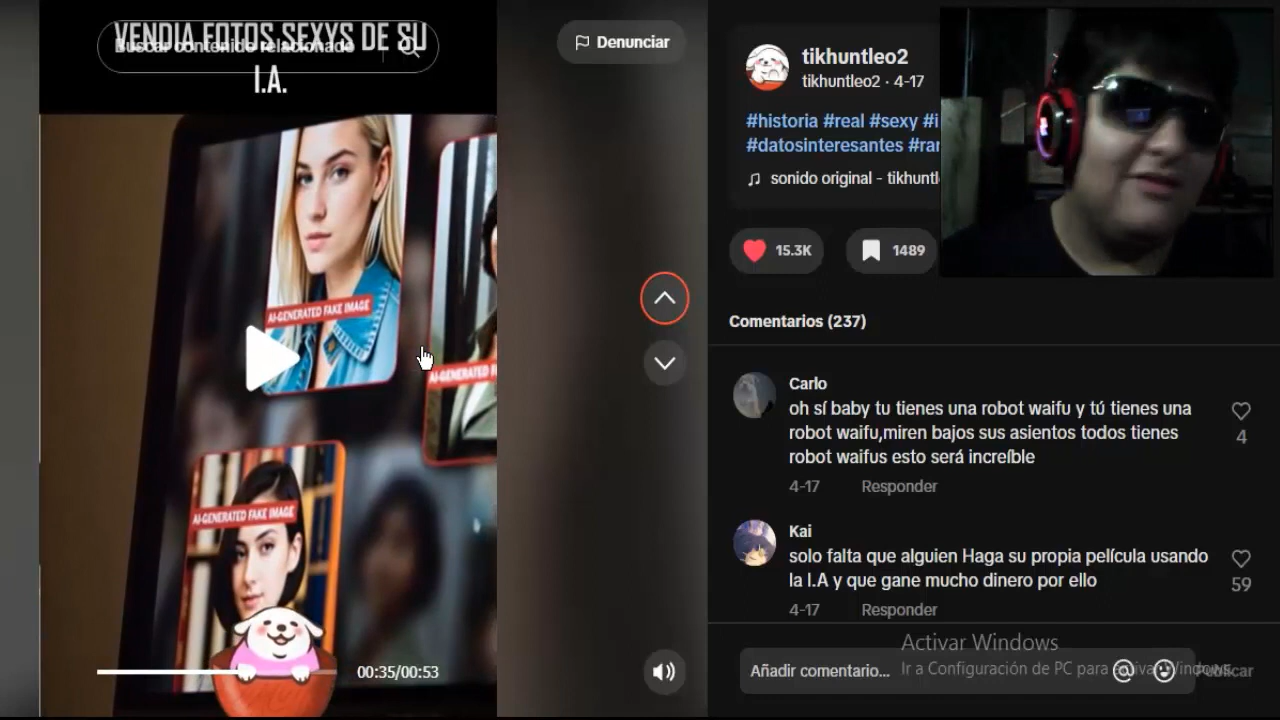 VENDIA FOTOS SEXYS DE SU
I.A.
Buscar contenido relacionado
Denunciar
AI-GENERATED FAKE IMAGE
AI-GENERATED F
AI-GENERATED FAKE IMAGE
00:35/00:53
tikhuntleo2
tikhuntleo2 · 4-17
#historia #real #sexy #i
#datosinteresantes #rar
sonido original - tikhuntl
15.3K
1489
Comentarios (237)
Carlo
oh sí baby tu tienes una robot waifu y tú tienes una
robot waifu,miren bajos sus asientos todos tienes
robot waifus esto será increíble
4
4-17 Responder
Kai
solo falta que alguien Haga su propia película usando
la I.A y que gane mucho dinero por ello
59
4-17 Responder
Activar Windows
Ir a Configuración de PC para activar Windows.
Añadir comentario...
Publicar